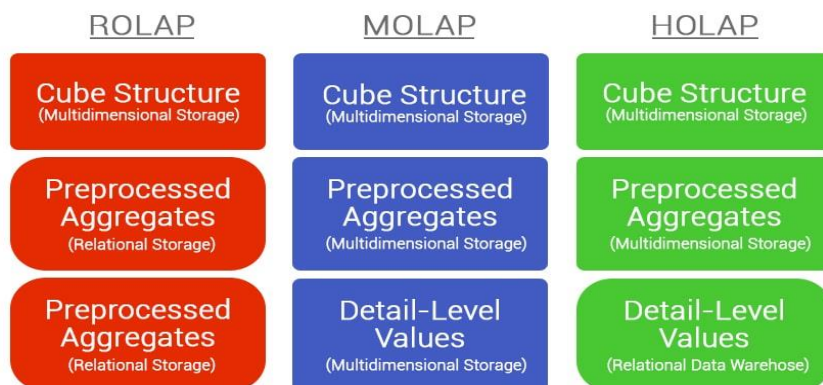 ROLAP
MOLAP
HOLAP
Cube Structure
(Multidimensional Storage)
Cube Structure
(Multidimensional Storage)
Cube Structure
(Multidimensional Storage)
Preprocessed
Aggregates
(Relational Storage)
Preprocessed
Aggregates
(Multidimensional Storage)
Preprocessed
Aggregates
(Multidimensional Storage)
Preprocessed
Aggregates
(Relational Storage)
Detail-Level
Values
(Multidimensional Storage)
Detail-Level
Values
(Relational Data Warehose)